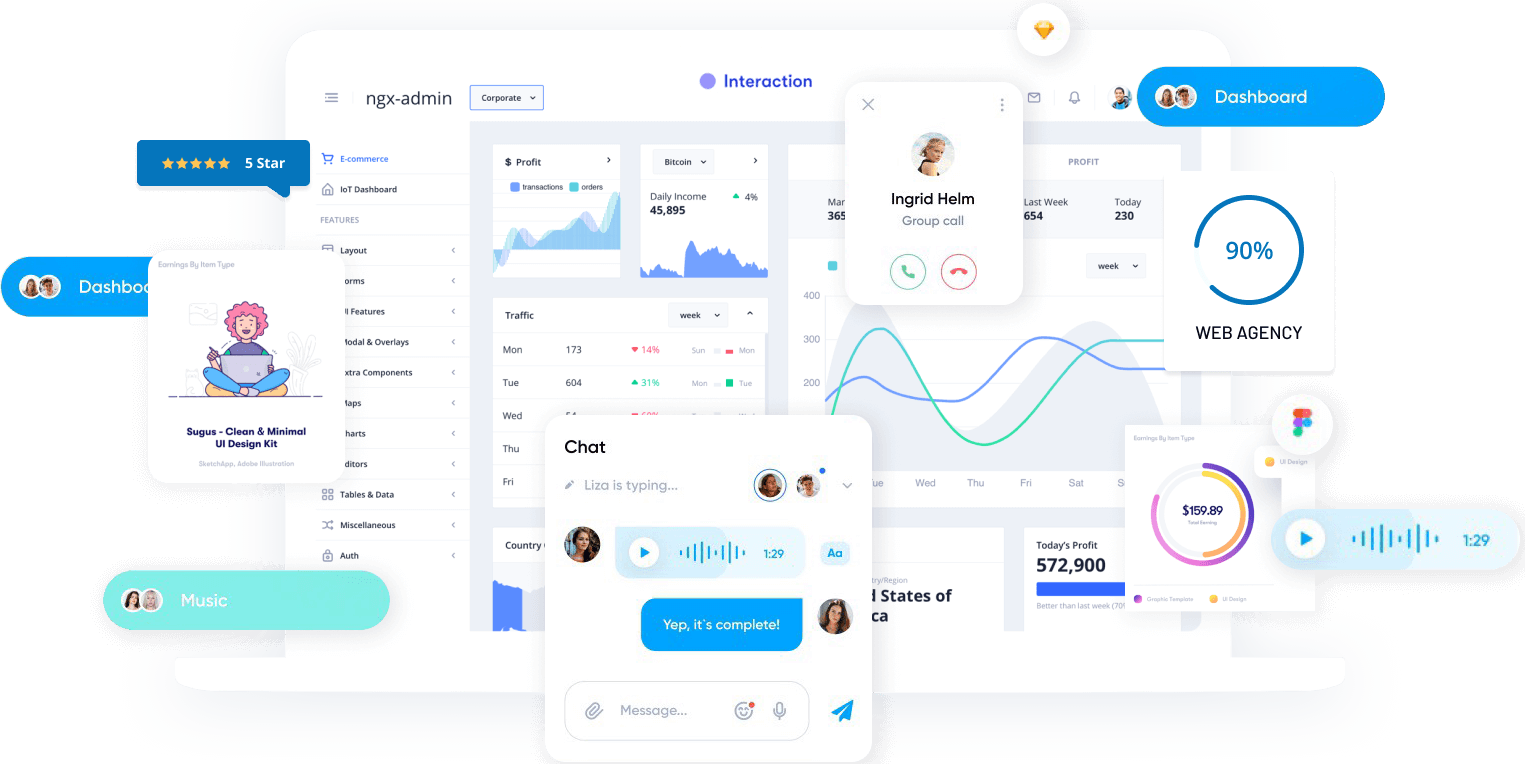 Interaction
ngx-admin
Corporate
Dashboard
5 Star
E-commerce
IoT Dashboard
FEATURES
Layout
orms
I Features
Modal & Overlays
xtra Components
Maps
harts
ditors
Tables & Data
Miscellaneous
Auth
Dashboa
Earnings By Item Type
Sugus - Clean & Minimal
UI Design Kit
SketchApp, Adobe Illustration
Music
$ Profit
transactions
orders
Bitcoin
Daily Income
45,895
4%
Traffic
week
Mon
173
14%
Sun
Mon
Tue
604
31%
Mon
Tue
Wed
Thu
Fri
Country
PROFIT
Mar
365
Last Week
654
Today
230
week
400
300
200
ue
Wed
Thu
Fri
Sat
Ingrid Helm
Group call
90%
WEB AGENCY
Chat
Liza is typing...
1:29
Aa
Yep, it`s complete!
Message...
try/Region
d States of
ca
Today's Profit
572,900
Better than last week (70%
Earnings By Item Type
UI Design
$159.89
Total Earning
Graphic Template
UI Design
1:29